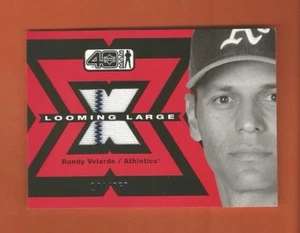 40
LOOMING LARGE
Randy Velarde / Athletics
A's